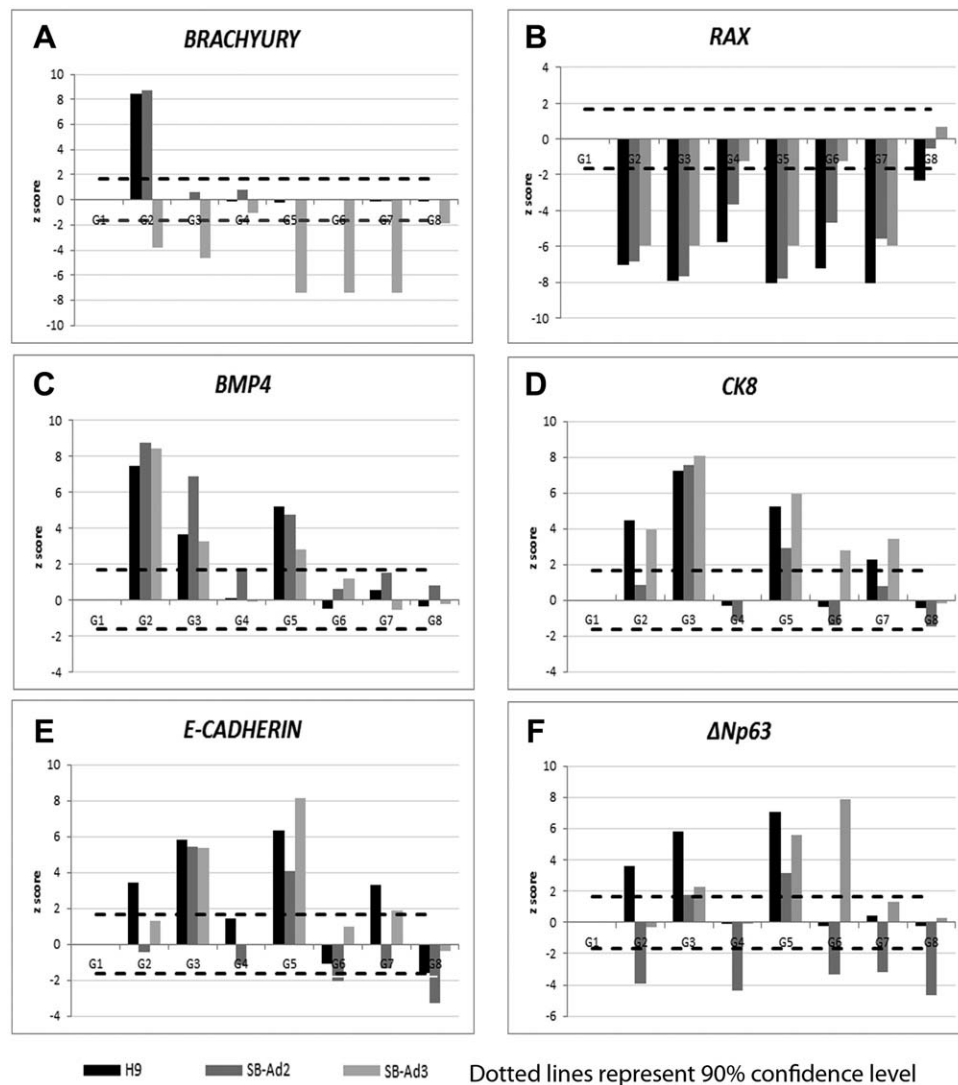 A
BRACHYURY
10
8
6
4
2
0
-2
-4
-6
-8
-10
z score
G1 G2 G3 G4 G5 G6 G7 G8
B
RAX
4
2
0
-2
-4
-6
-8
-10
z score
G1 G2 G3 G4 G5 G6 G7 G8
C
BMP4
10
8
6
4
2
0
-2
-4
z score
G1 G2 G3 G4 G5 G6 G7 G8
D
CK8
10
8
6
4
2
0
-2
-4
z score
G1 G2 G3 G4 G5 G6 G7 G8
E
E-CADHERIN
10
8
6
4
2
0
-2
-4
z score
G1 G2 G3 G4 G5 G6 G7 G8
F
ΔNp63
10
8
6
4
2
0
-2
-4
-6
z score
G1 G2 G3 G4 G5 G6 G7 G8
H9 SB-Ad2 SB-Ad3 Dotted lines represent 90% confidence level